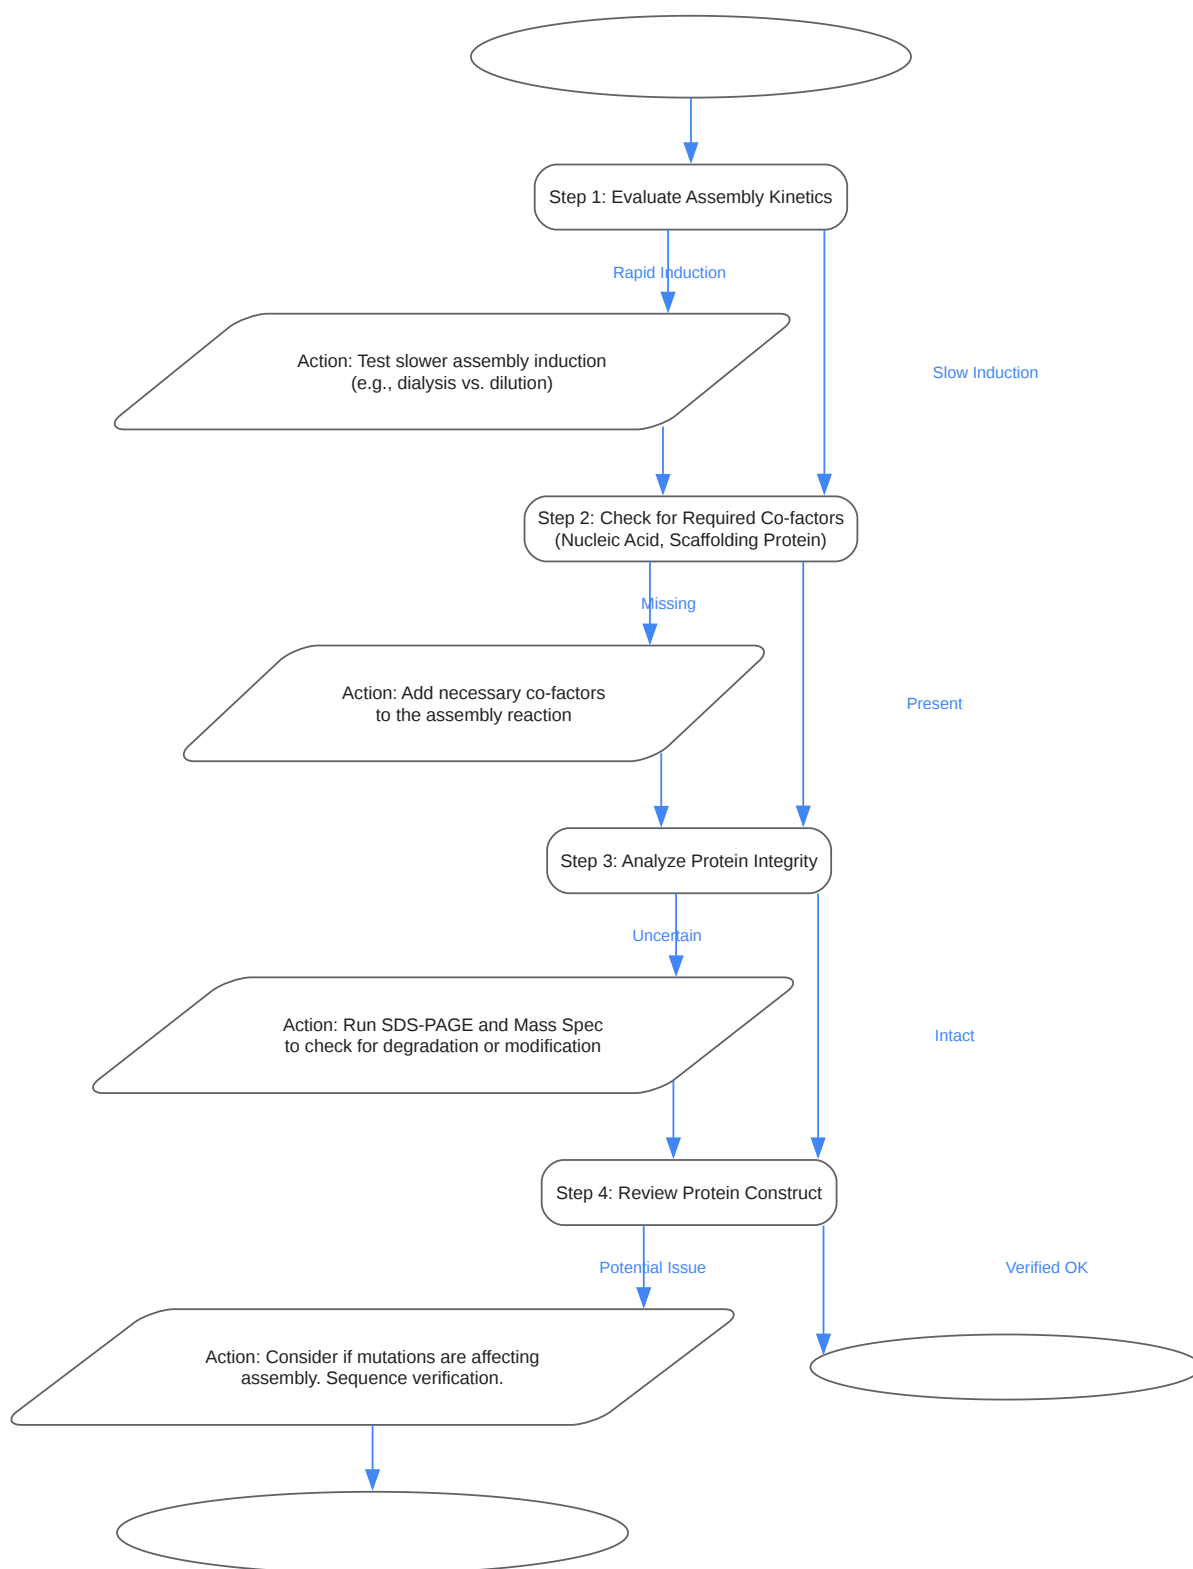 Step 1: Evaluate Assembly Kinetics
Rapid Induction
Action: Test slower assembly induction
(e.g., dialysis vs. dilution)
Slow Induction
Step 2: Check for Required Co-factors
(Nucleic Acid, Scaffolding Protein)
Missing
Action: Add necessary co-factors
to the assembly reaction
Present
Step 3: Analyze Protein Integrity
Uncertain
Action: Run SDS-PAGE and Mass Spec
to check for degradation or modification
Intact
Step 4: Review Protein Construct
Potential Issue
Verified OK
Action: Consider if mutations are affecting
assembly. Sequence verification.